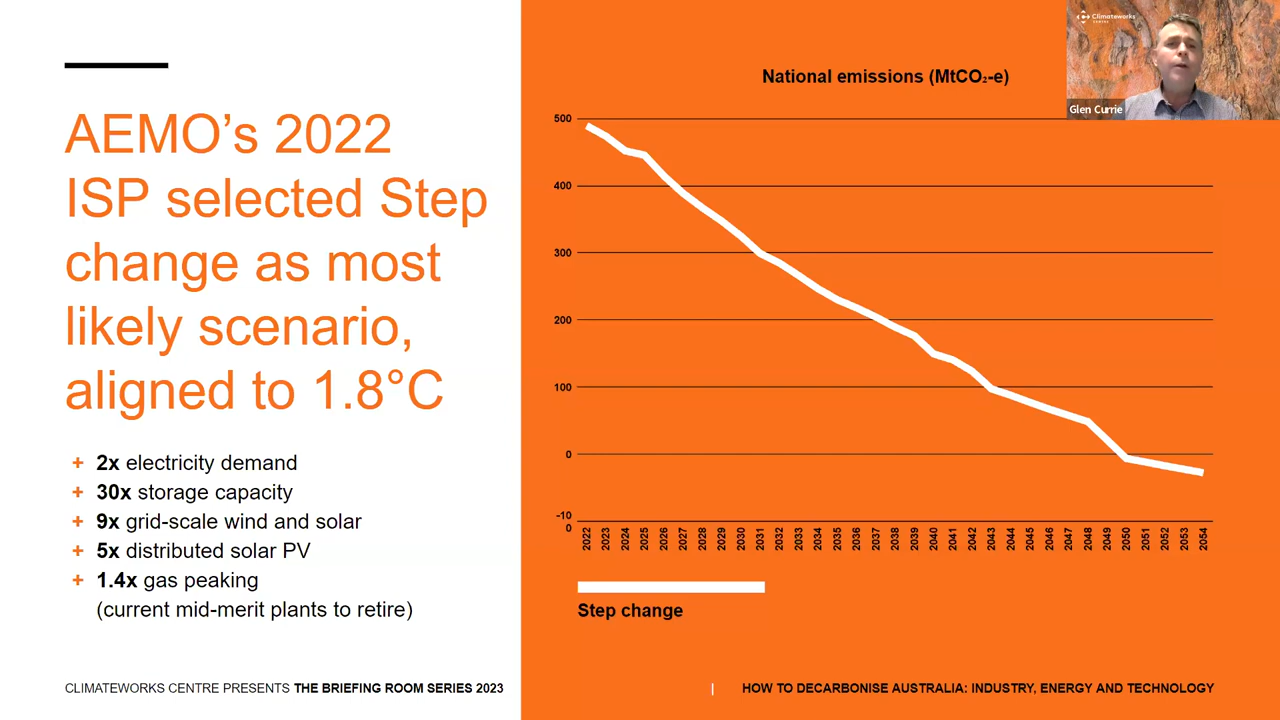 AEMO’s 2022
ISP selected Step
change as most
likely scenario,
aligned to 1.8°C
+ 2x electricity demand
+ 30x storage capacity
+ 9x grid-scale wind and solar
+ 5x distributed solar PV
+ 1.4x gas peaking
(current mid-merit plants to retire)
CLIMATEWORKS CENTRE PRESENTS THE BRIEFING ROOM SERIES 2023
National emissions (MtCO₂-e)
Climateworks
CENTRE
Glen Currie
500
400
300
200
100
0
-10
0
2022
2023
2024
2025
2026
2027
2028
2029
2030
2031
2032
2033
2034
2035
2036
2037
2038
2039
2040
2041
2042
2043
2044
2045
2046
2047
2048
2049
2050
2051
2052
2053
2054
Step change
| HOW TO DECARBONISE AUSTRALIA: INDUSTRY, ENERGY AND TECHNOLOGY